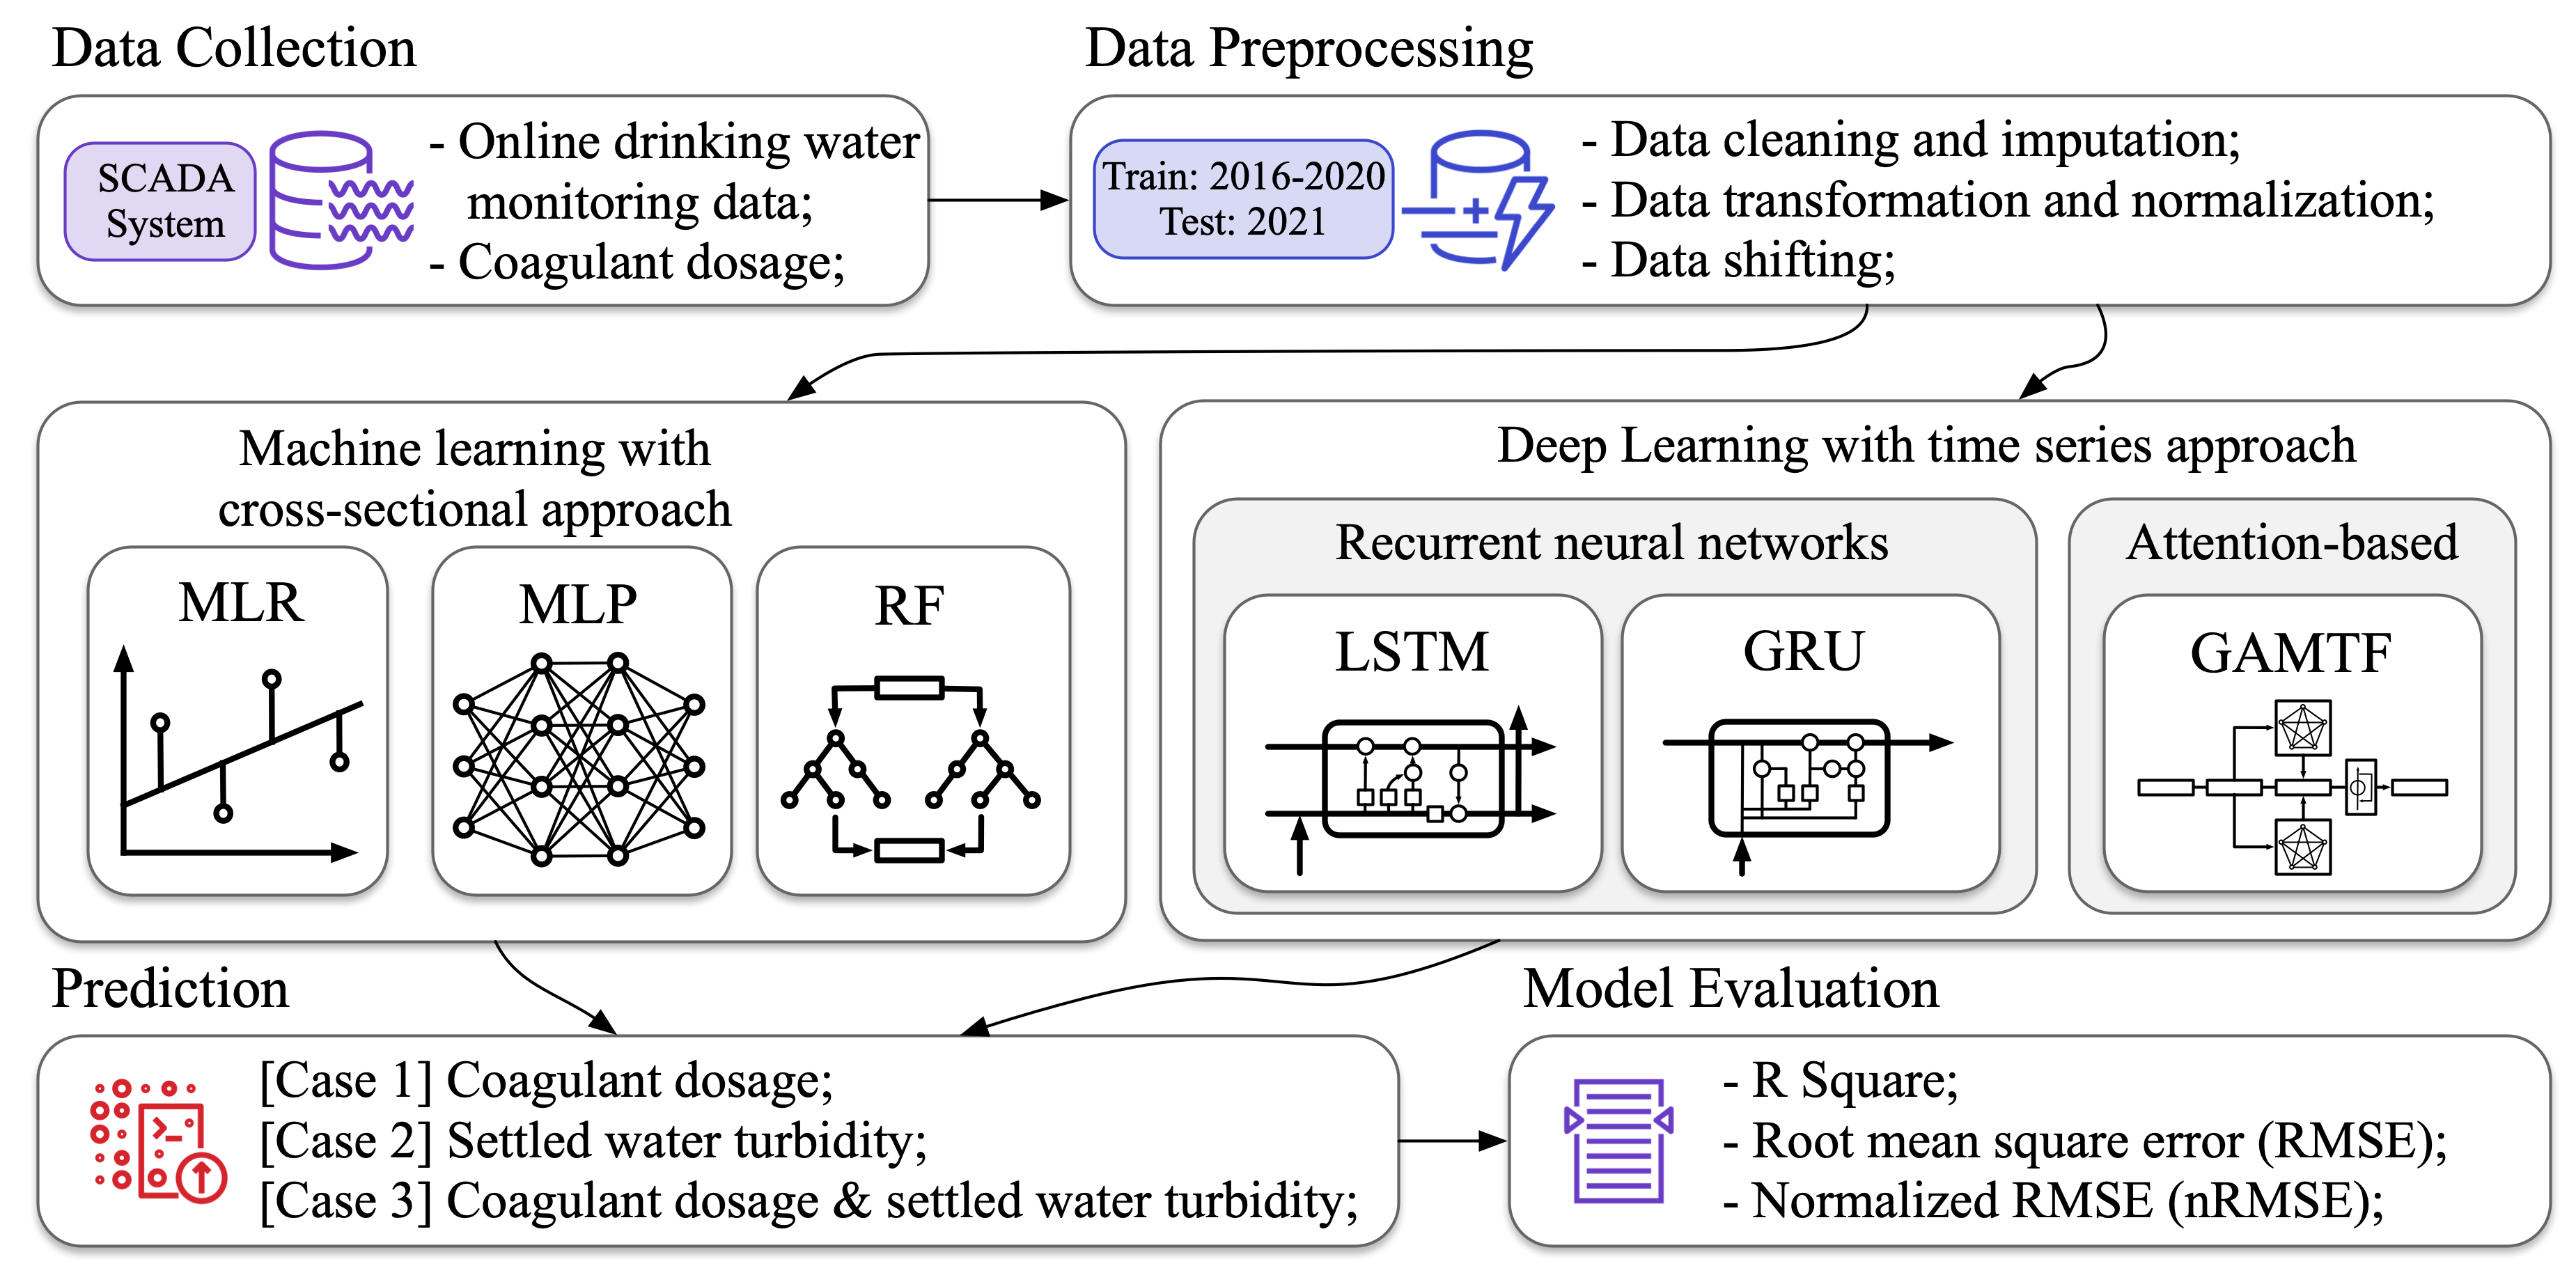 Data Collection
SCADA
System
- Online drinking water
monitoring data;
- Coagulant dosage;
Data Preprocessing
Train: 2016-2020
Test: 2021
- Data cleaning and imputation;
- Data transformation and normalization;
- Data shifting;
Machine learning with
cross-sectional approach
MLR
MLP
RF
Deep Learning with time series approach
Recurrent neural networks
LSTM
GRU
Attention-based
GAMTF
Prediction
[Case 1] Coagulant dosage;
[Case 2] Settled water turbidity;
[Case 3] Coagulant dosage & settled water turbidity;
Model Evaluation
- R Square;
- Root mean square error (RMSE);
- Normalized RMSE (nRMSE);